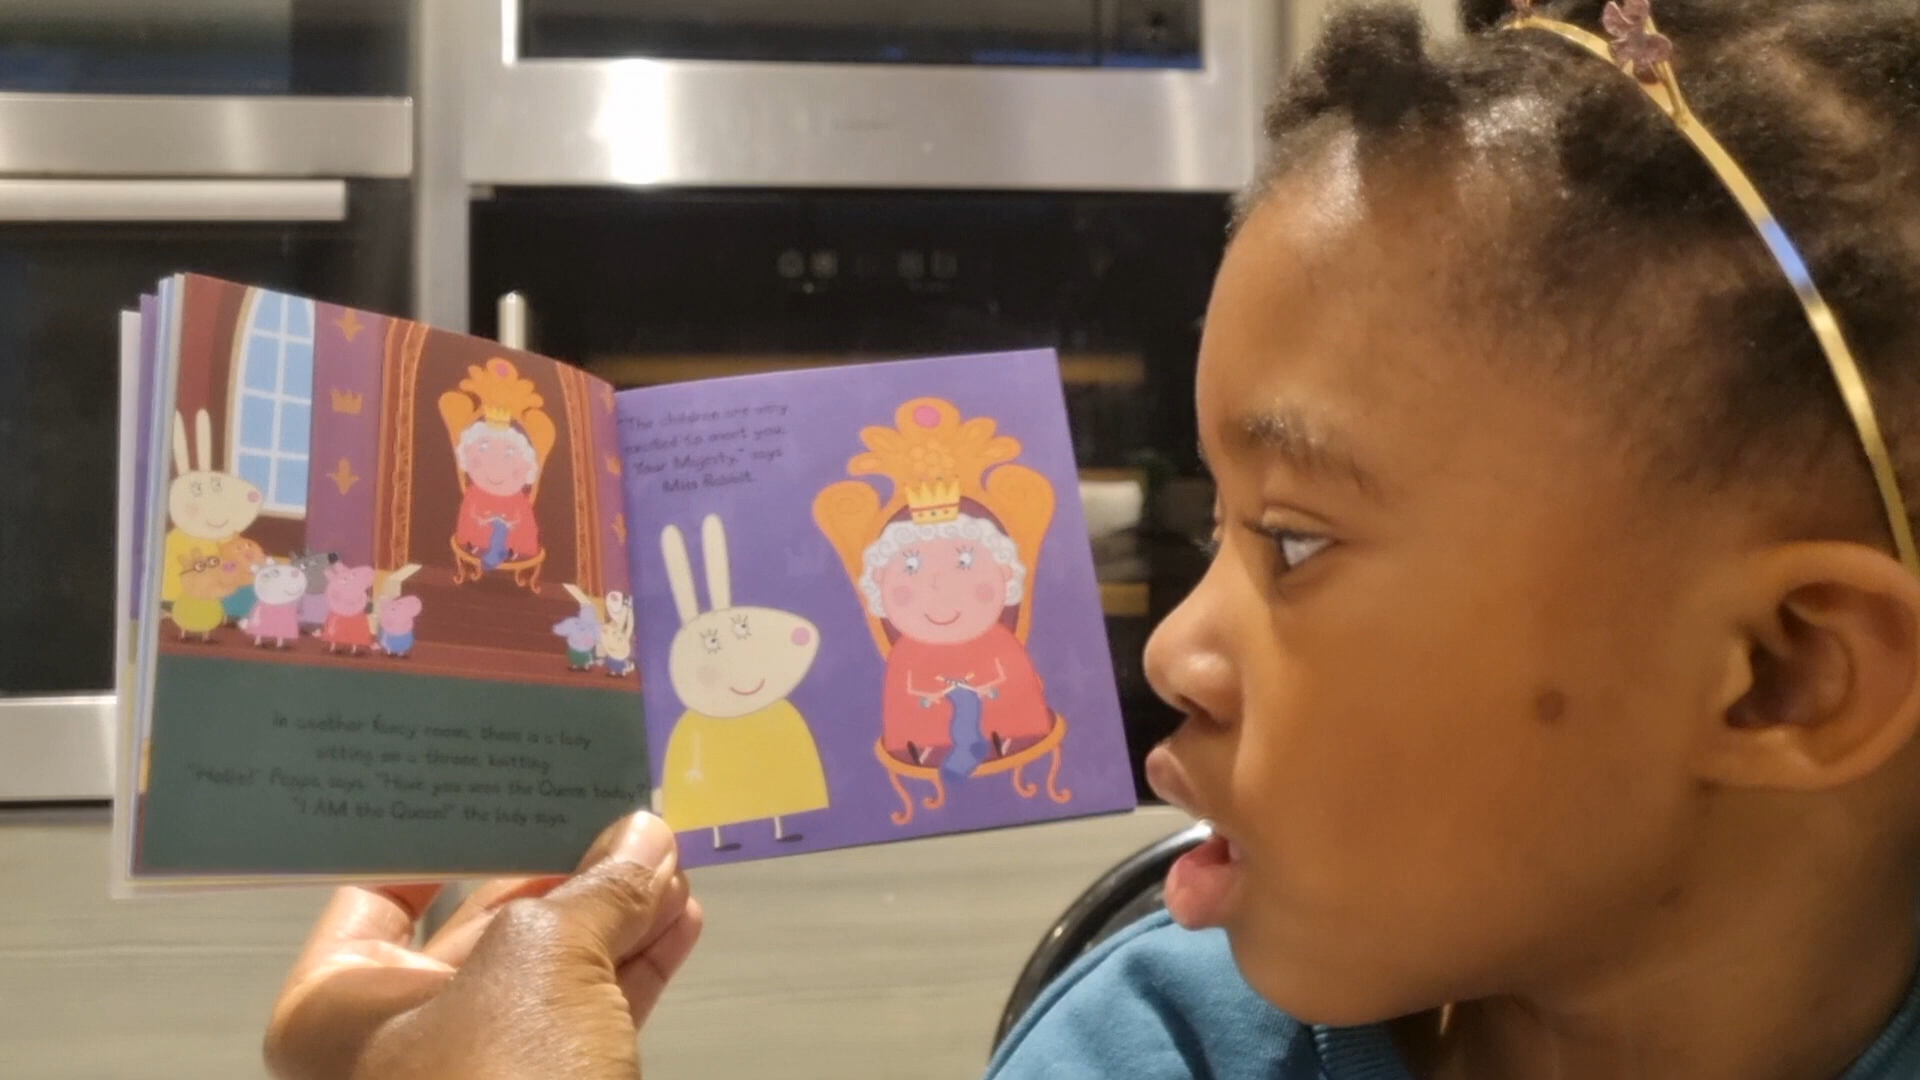 In another fancy room, there is a lady
sitting on a throne, knitting.
"Hello!" Peppa says. "Have you seen the Queen today?"
"I AM the Queen!" the lady says.
"The children are very
excited to meet you,
Your Majesty," says
Miss Rabbit.